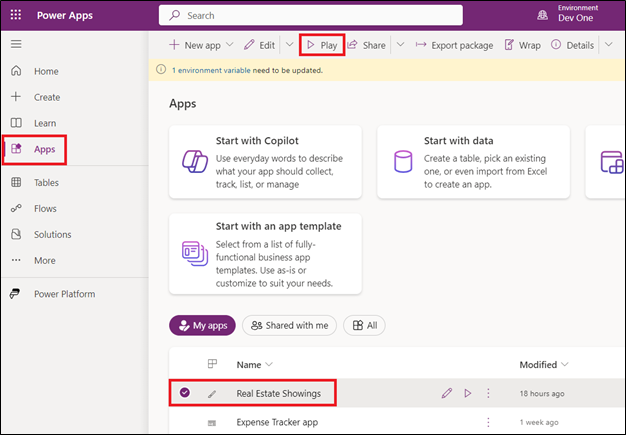 Power Apps
Search
Environment
Dev One
New app
Edit
Play
Share
Export package
Wrap
Details
1 environment variable need to be updated.
Home
Create
Learn
Apps
Tables
Flows
Solutions
More
Power Platform
Apps
Start with Copilot
Use everyday words to describe
what your app should collect,
track, list, or manage
Start with data
Create a table, pick an existing
one, or even import from Excel
to create an app.
Start with an app template
Select from a list of fully-
functional business app
templates. Use as-is or
customize to suit your needs.
My apps
Shared with me
All
Name
Modified
Real Estate Showings
18 hours ago
Expense Tracker app
1 week ago